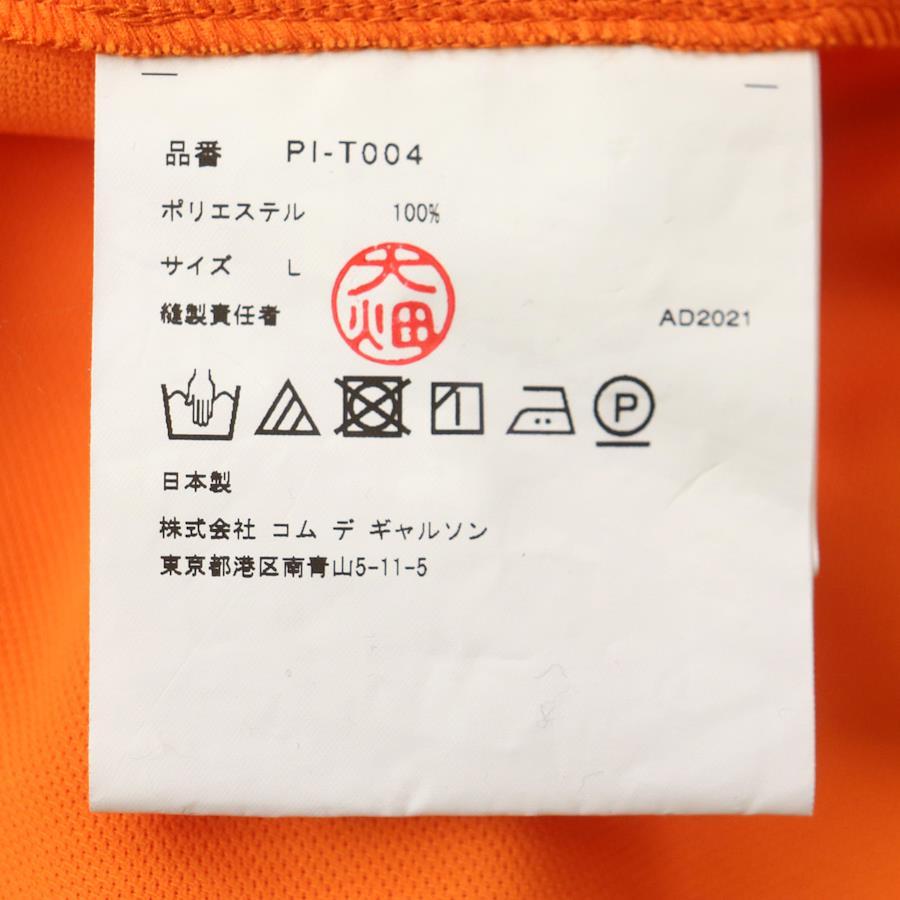 品番 PI-T004
ポリエステル 100%
サイズ L
縫製責任者 大畑 AD2021
P
日本製
株式会社 コム デ ギャルソン
東京都港区南青山5-11-5